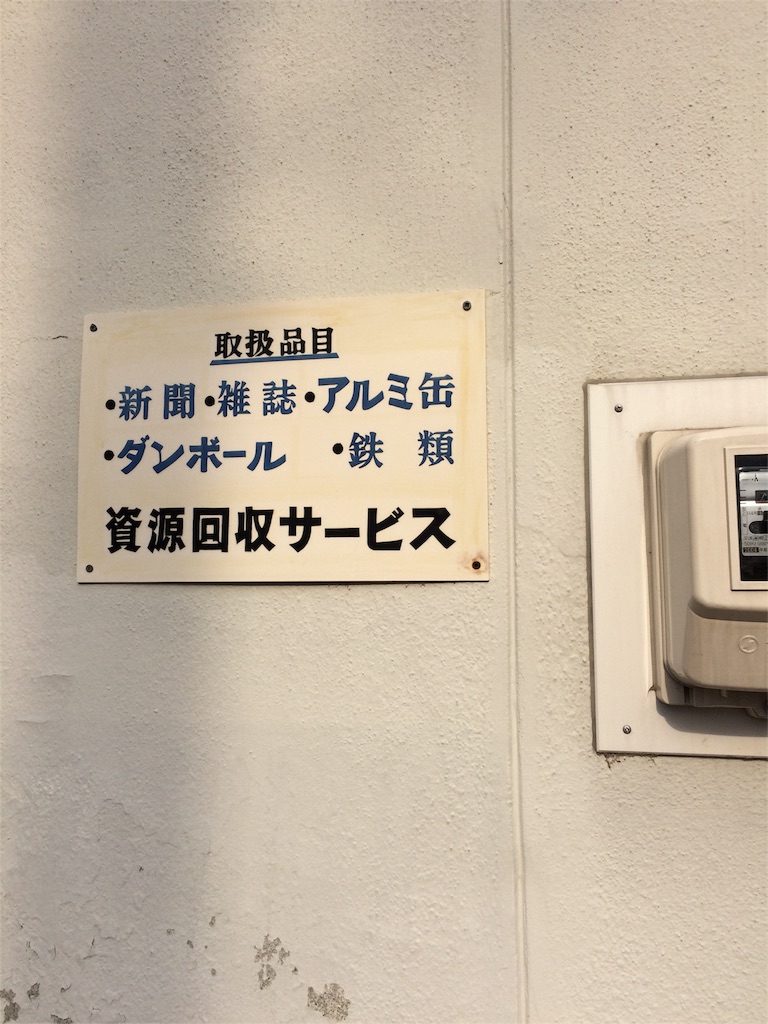 取扱品目
・新聞・雑誌・アルミ缶
・ダンボール ・鉄 類
資源回収サービス